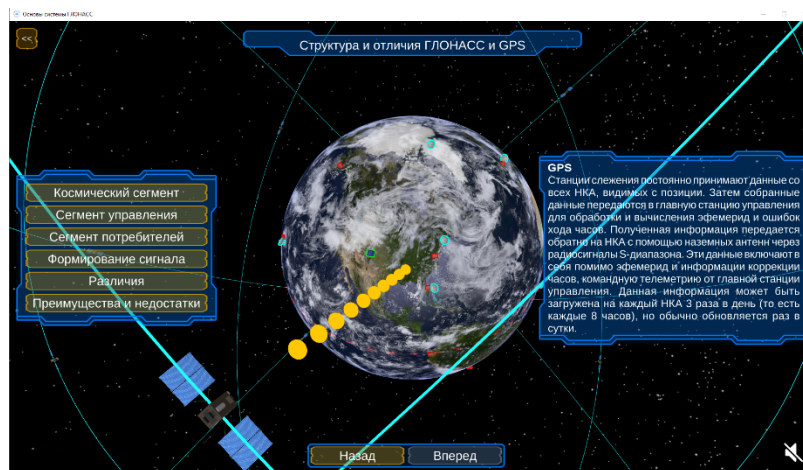 Основы системы ГЛОНАСС
<<
Структура и отличия ГЛОНАСС и GPS
Космический сегмент
Сегмент управления
Сегмент потребителей
Формирование сигнала
Различия
Преимущества и недостатки
GPS
Станции слежения постоянно принимают данные со
всех НКА, видимых с позиции. Затем собранные
данные передаются в главную станцию управления
для обработки и вычисления эфемерид и ошибок
хода часов. Полученная информация передается
обратно на НКА с помощью наземных антенн через
радиосигналы S-диапазона. Эти данные включают в
себя помимо эфемерид и информации коррекции
часов, командную телеметрию от главной станции
управления. Данная информация может быть
загружена на каждый НКА 3 раза в день (то есть
каждые 8 часов), но обычно обновляется раз в
сутки.
Назад
Вперед